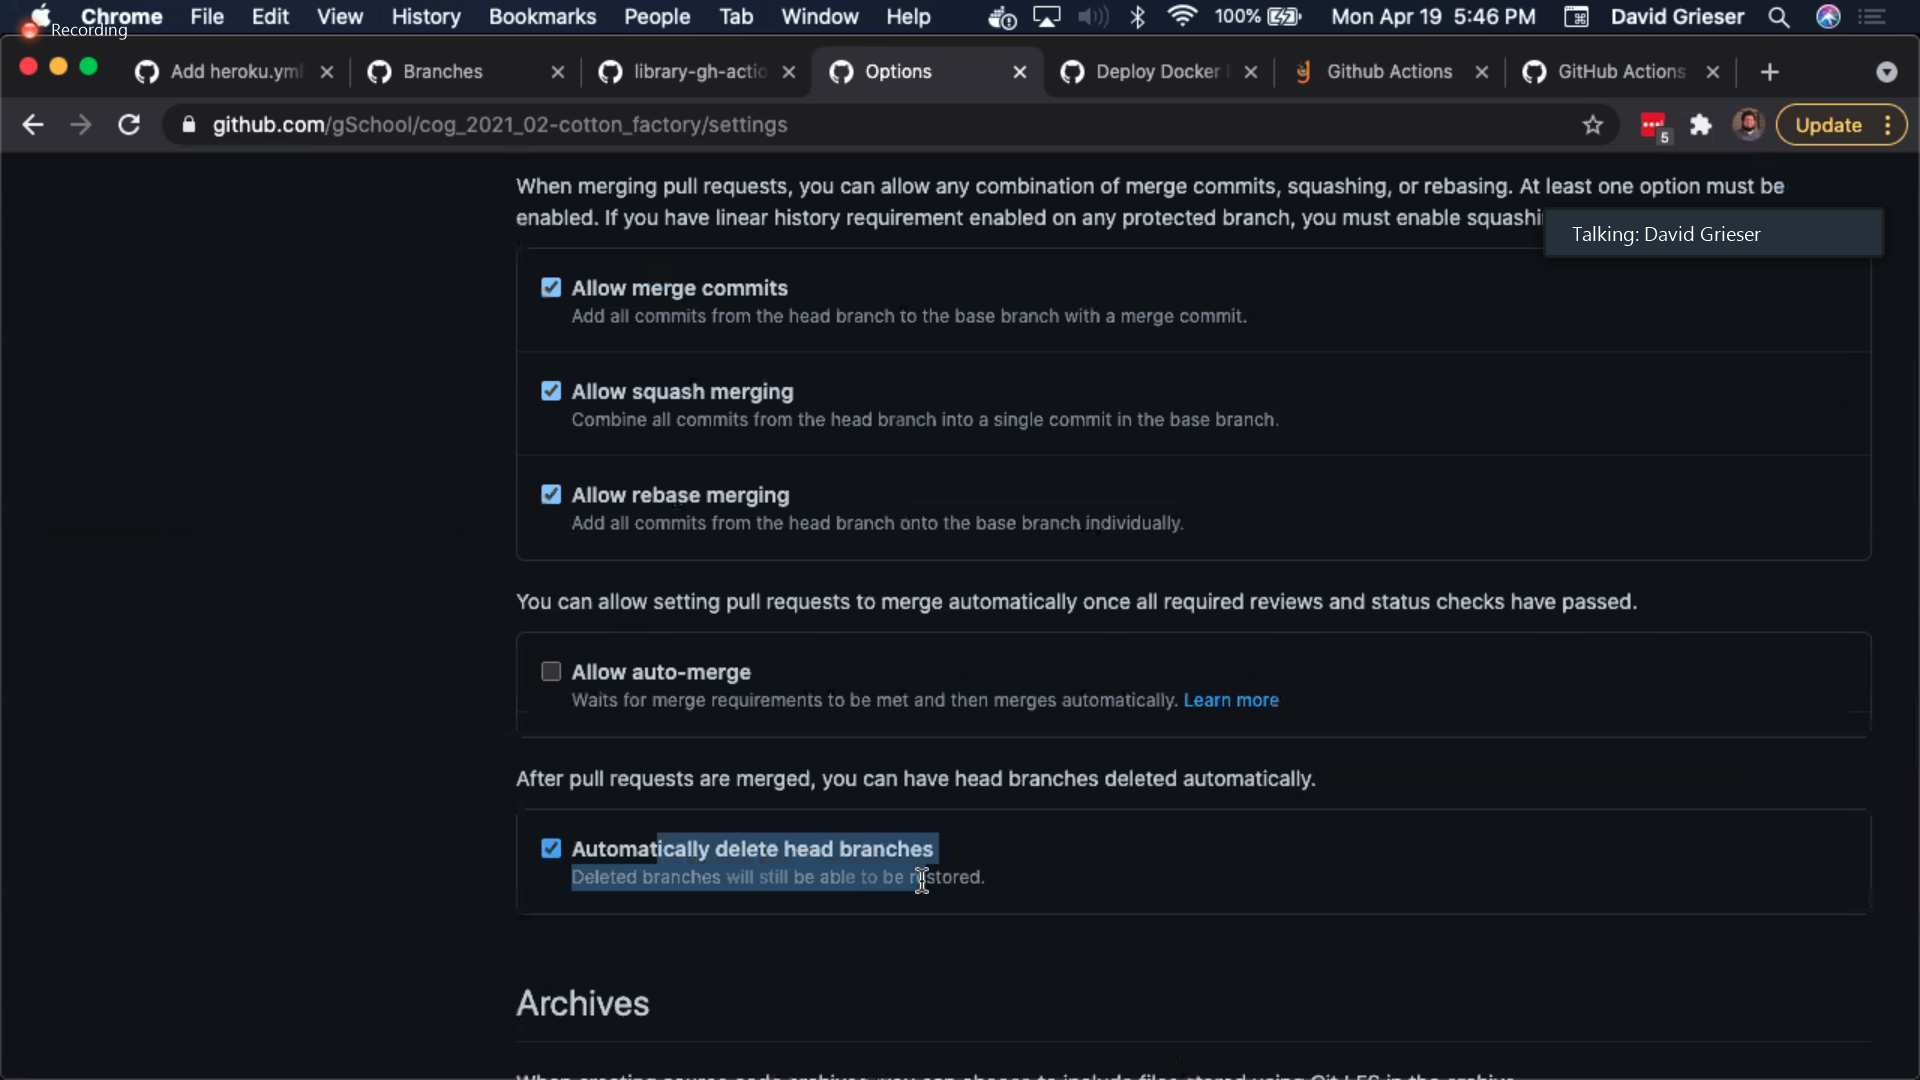 Chrome File Edit View History Bookmarks People Tab Window Help 100% Mon Apr 19 5:46 PM David Grieser
Recording
Add heroku.yml Branches library-gh-actio Options Deploy Docker Github Actions GitHub Actions
github.com/gSchool/cog_2021_02-cotton_factory/settings 5 Update
When merging pull requests, you can allow any combination of merge commits, squashing, or rebasing. At least one option must be
enabled. If you have linear history requirement enabled on any protected branch, you must enable squashi
Talking: David Grieser
Allow merge commits
Add all commits from the head branch to the base branch with a merge commit.
Allow squash merging
Combine all commits from the head branch into a single commit in the base branch.
Allow rebase merging
Add all commits from the head branch onto the base branch individually.
You can allow setting pull requests to merge automatically once all required reviews and status checks have passed.
Allow auto-merge
Waits for merge requirements to be met and then merges automatically. Learn more
After pull requests are merged, you can have head branches deleted automatically.
Automatically delete head branches
Deleted branches will still be able to be restored.
Archives